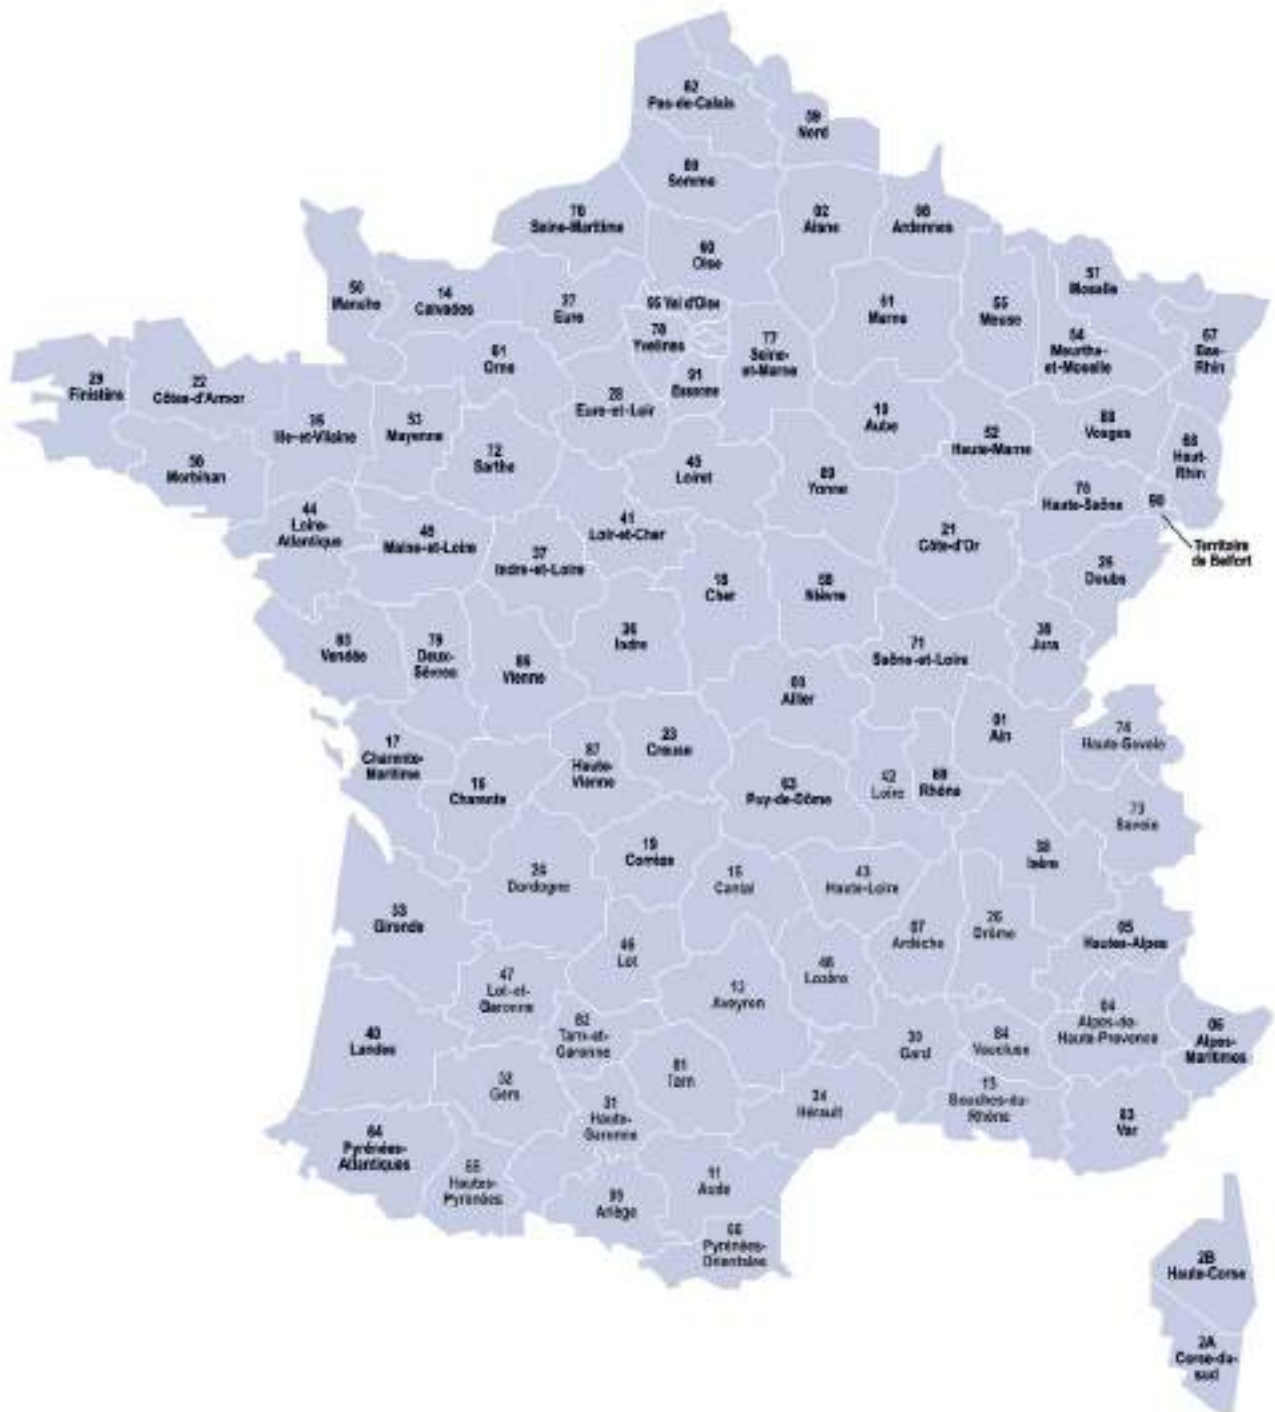 62
Pas-de-Calais
59
Nord
80
Somme
76
Seine-Maritime
02
Aisne
08
Ardennes
60
Oise
57
Moselle
50
Manche
14
Calvados
27
Eure
95 Val d'Oise
51
Marne
55
Meuse
78
Yvelines
77
Seine-
et-Marne
54
Meurthe-
et-Moselle
67
Bas-
Rhin
61
Orne
29
Finistère
22
Côtes-d'Armor
91
Essonne
28
Eure-et-Loir
35
Ille-et-Vilaine
53
Mayenne
10
Aube
52
Haute-Marne
88
Vosges
68
Haut-
Rhin
72
Sarthe
56
Morbihan
45
Loiret
89
Yonne
70
Haute-Saône
90
44
Loire-
Atlantique
49
Maine-et-Loire
41
Loir-et-Cher
21
Côte-d'Or
Territoire
de Belfort
37
Indre-et-Loire
25
Doubs
18
Cher
58
Nièvre
36
Indre
39
Jura
Vendée
79
Deux-
Sèvres
86
Vienne
71
Saône-et-Loire
03
Allier
01
Ain
74
Haute-Savoie
17
Charente-
Maritime
87
Haute-
Vienne
23
Creuse
16
Charente
63
Puy-de-Dôme
42
Loire
69
Rhône
73
Savoie
38
Isère
19
Corrèze
24
Dordogne
15
Cantal
43
Haute-Loire
33
Gironde
07
Ardèche
26
Drôme
05
Hautes-Alpes
46
Lot
48
Lozère
47
Lot-et-
Garonne
Aveyron
40
Landes
82
Tarn-et-
Garonne
30
Gard
84
Vaucluse
04
Alpes-de-
Haute-Provence
06
Alpes-
Maritimes
32
Gers
81
Tarn
31
Haute-
Garonne
34
Hérault
13
Bouches-du-
Rhône
83
Var
64
Pyrénées-
Atlantiques
Hautes-
Pyrénées
11
Aude
Ariège
66
Pyrénées-
Orientales
2B
Haute-Corse
2A
Corse-du-
sud